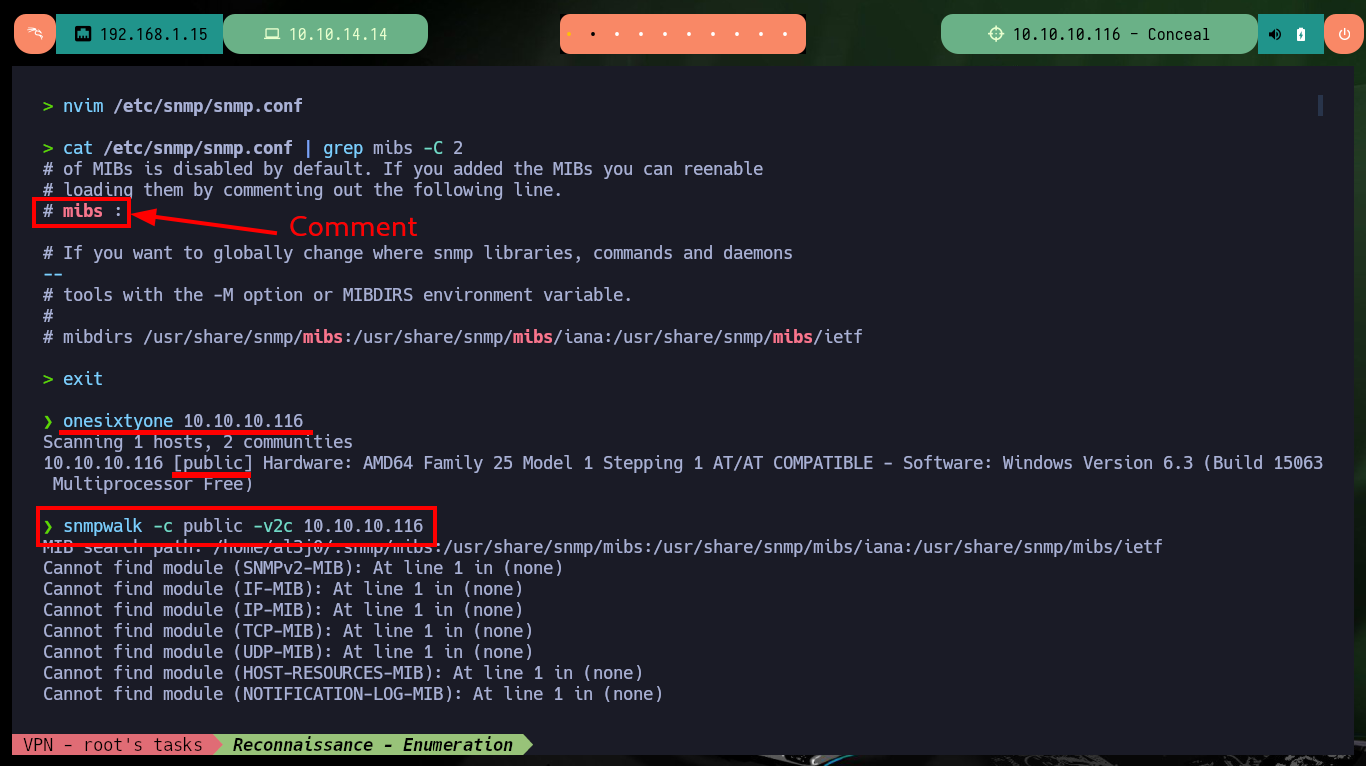 192.168.1.15 10.10.14.14 10.10.10.116 - Conceal
> nvim /etc/snmp/snmp.conf
> cat /etc/snmp/snmp.conf | grep mibs -C 2
# of MIBs is disabled by default. If you added the MIBs you can reenable
# loading them by commenting out the following line.
# mibs :
Comment
# If you want to globally change where snmp libraries, commands and daemons
--
# tools with the -M option or MIBDIRS environment variable.
#
# mibdirs /usr/share/snmp/mibs:/usr/share/snmp/mibs/iana:/usr/share/snmp/mibs/ietf
> exit
❯ onesixtyone 10.10.10.116
Scanning 1 hosts, 2 communities
10.10.10.116 [public] Hardware: AMD64 Family 25 Model 1 Stepping 1 AT/AT COMPATIBLE - Software: Windows Version 6.3 (Build 15063
Multiprocessor Free)
❯ snmpwalk -c public -v2c 10.10.10.116
MIB search path: /home/al3j0/.snmp/mibs:/usr/share/snmp/mibs:/usr/share/snmp/mibs/iana:/usr/share/snmp/mibs/ietf
Cannot find module (SNMPv2-MIB): At line 1 in (none)
Cannot find module (IF-MIB): At line 1 in (none)
Cannot find module (IP-MIB): At line 1 in (none)
Cannot find module (TCP-MIB): At line 1 in (none)
Cannot find module (UDP-MIB): At line 1 in (none)
Cannot find module (HOST-RESOURCES-MIB): At line 1 in (none)
Cannot find module (NOTIFICATION-LOG-MIB): At line 1 in (none)
VPN - root's tasks Reconnaissance - Enumeration